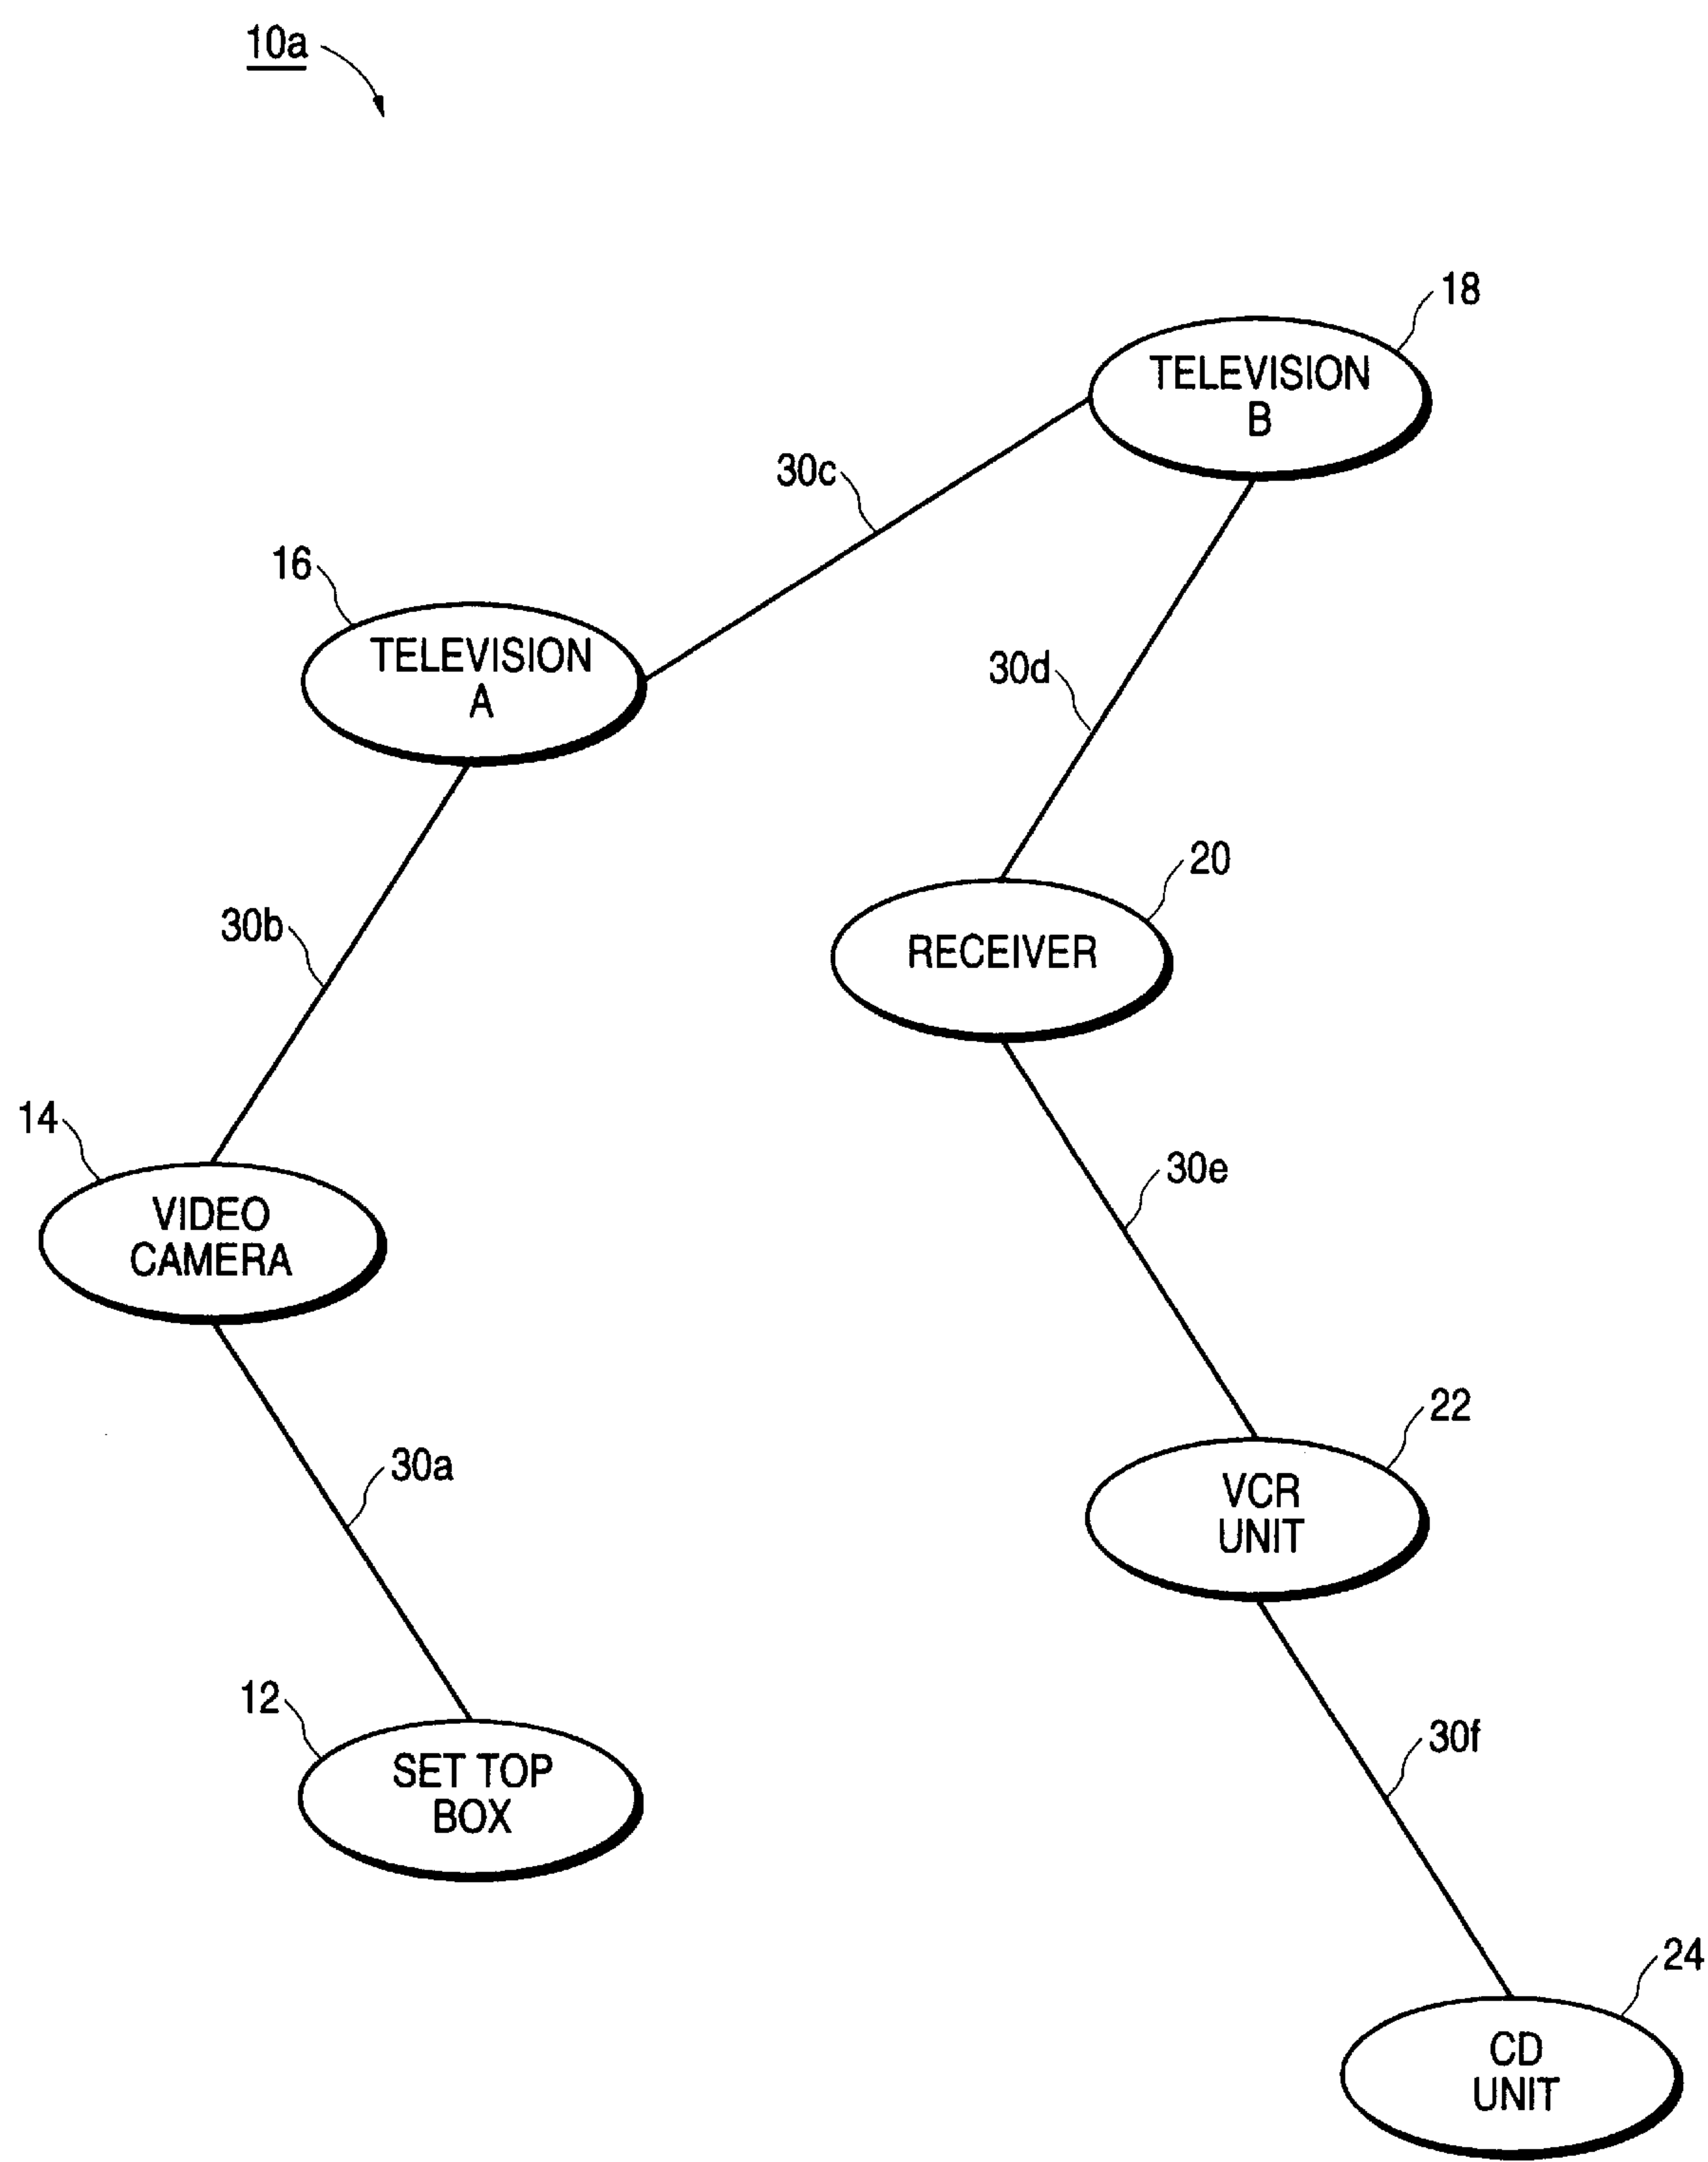 10a
18
TELEVISION
B
30c
16
TELEVISION
A
30d
20
RECEIVER
30b
14
VIDEO
CAMERA
30e
22
VCR
UNIT
30a
12
SET TOP
BOX
30f
24
CD
UNIT